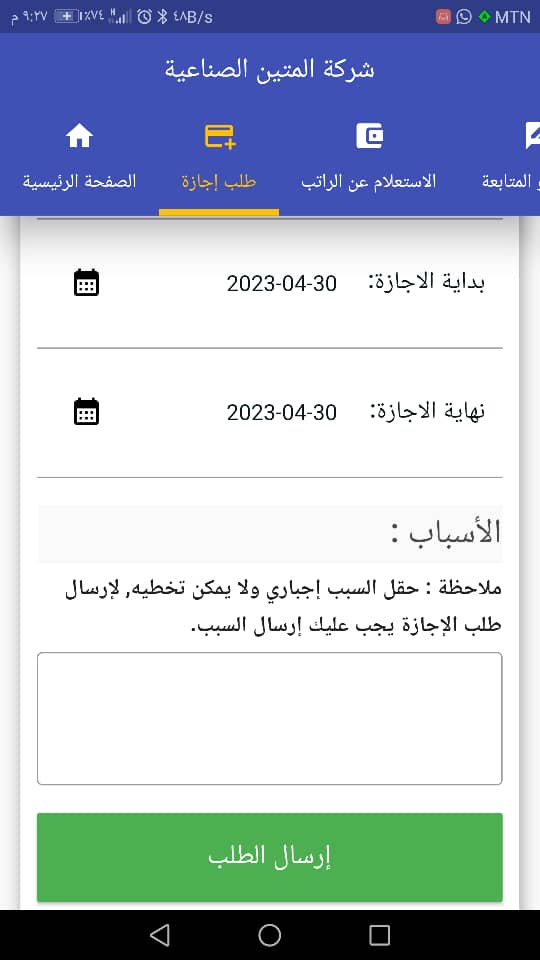 م ٩:٢٧ ٪٧٤ ٤٨B/s MTN
شركة المتين الصناعية
الصفحة الرئيسية طلب إجازة الاستعلام عن الراتب و المتابعة
بداية الاجازة: 2023-04-30
نهاية الاجازة: 2023-04-30
الأسباب :
ملاحظة : حقل السبب إجباري ولا يمكن تخطيه, لإرسال
طلب الإجازة يجب عليك إرسال السبب.
إرسال الطلب